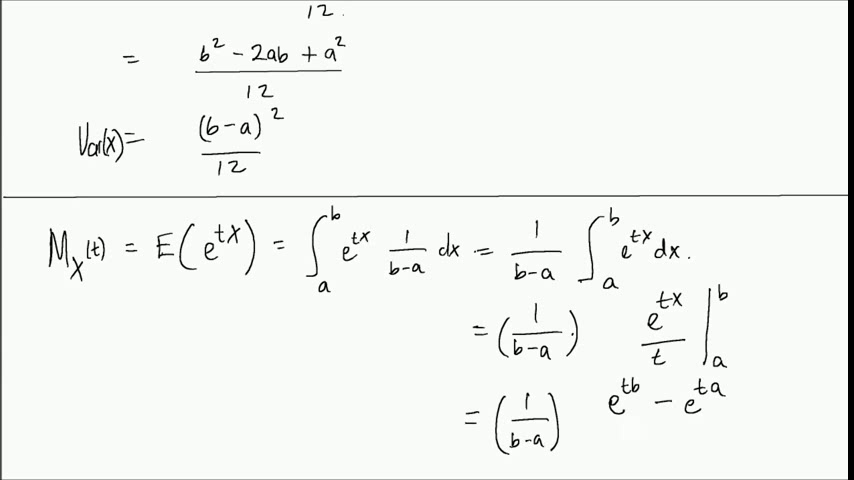 12.
= b² - 2ab + a² / 12
Var(X) = (b-a)² / 12
M_X(t) = E(e^{tX}) = ∫_a^b e^{tx} 1/(b-a) dx = 1/(b-a) ∫_a^b e^{tx} dx.
= (1/(b-a) .) e^{tx}/t |_a^b
= (1/(b-a)) e^{tb} - e^{ta}